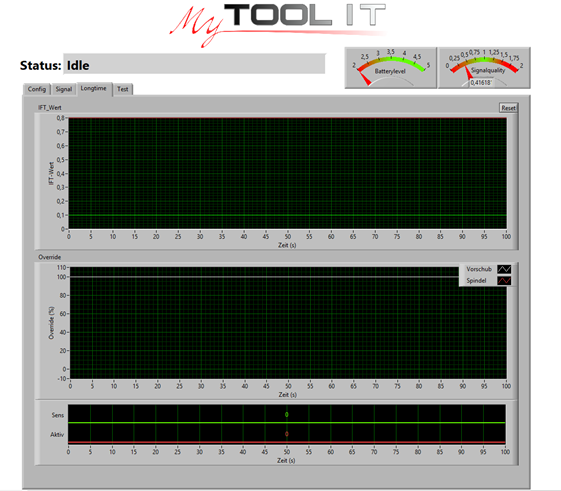 My TOOL IT
Status: Idle
2 2,5 3 3,5 4 4,5 5
Batterylevel
0 0,25 0,5 0,75 1 1,25 1,5 1,75 2
Signalquality
0,41618
Config Signal Longtime Test
IFT_Wert
Reset
0,8
0,7
0,6
0,5
0,4
0,3
0,2
0,1
0
IFT-Wert
0 5 10 15 20 25 30 35 40 45 50 55 60 65 70 75 80 85 90 95 100
Zeit (s)
Override
Vorschub
Spindel
110
100
80
60
40
20
0
-10
Override (%)
0 5 10 15 20 25 30 35 40 45 50 55 60 65 70 75 80 85 90 95 100
Zeit (s)
Sens
0
Aktiv
0
0 5 10 15 20 25 30 35 40 45 50 55 60 65 70 75 80 85 90 95 100
Zeit (s)